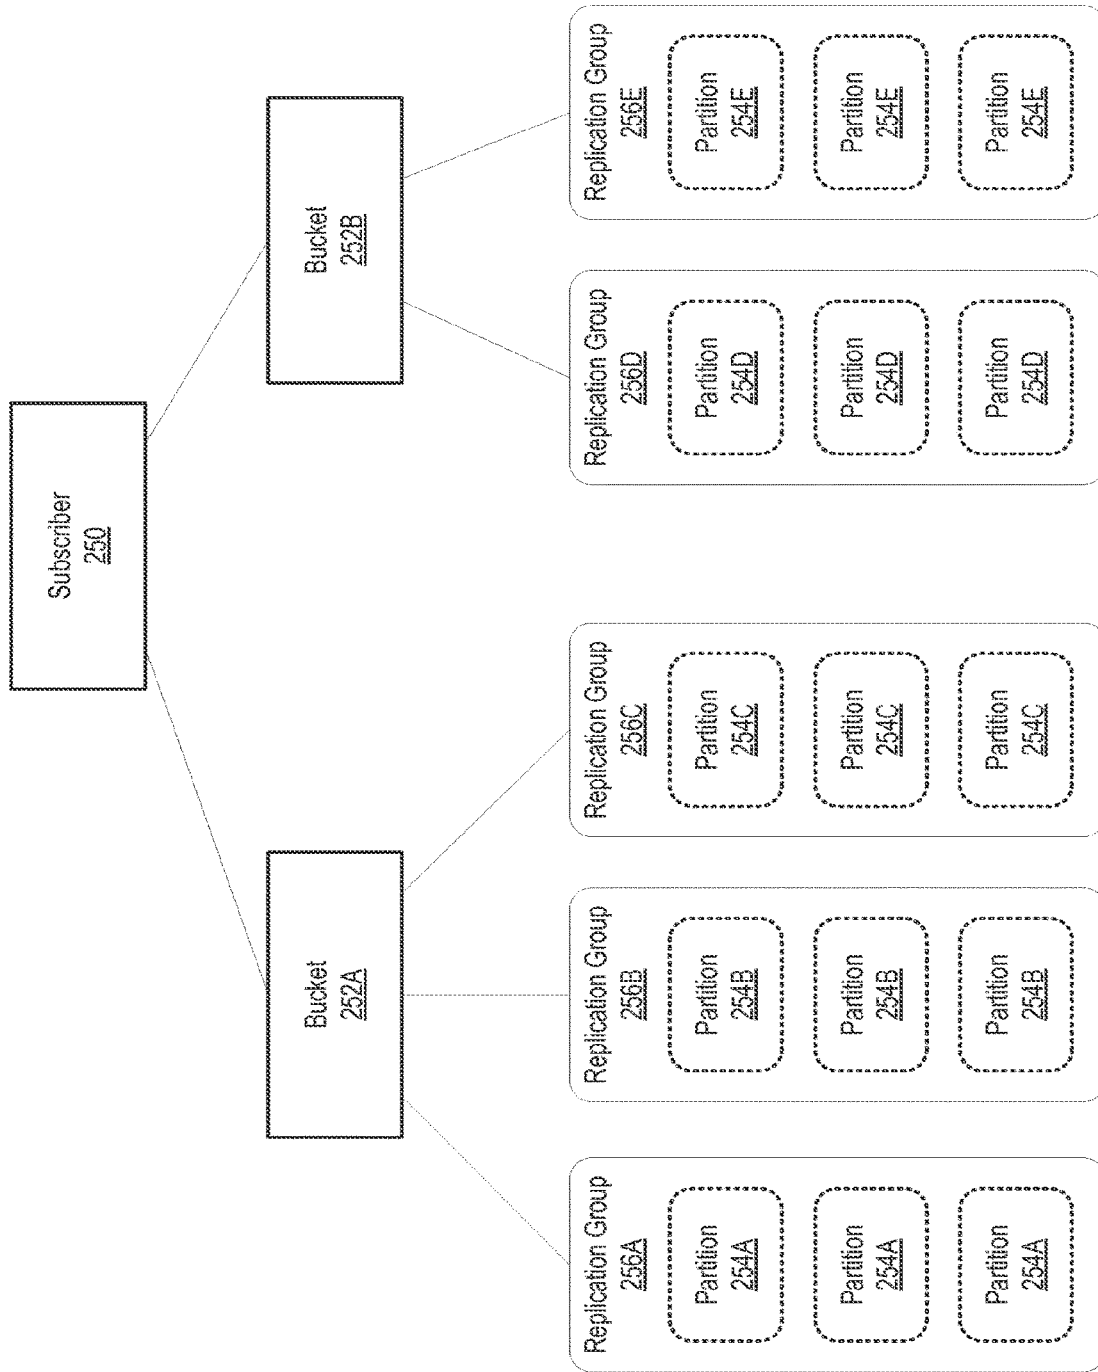 Subscriber
250
Bucket
252A
Bucket
252B
Replication Group
256A
Partition
254A
Partition
254A
Partition
254A
Replication Group
256B
Partition
254B
Partition
254B
Partition
254B
Replication Group
256C
Partition
254C
Partition
254C
Partition
254C
Replication Group
256D
Partition
254D
Partition
254D
Partition
254D
Replication Group
256E
Partition
254E
Partition
254E
Partition
254E